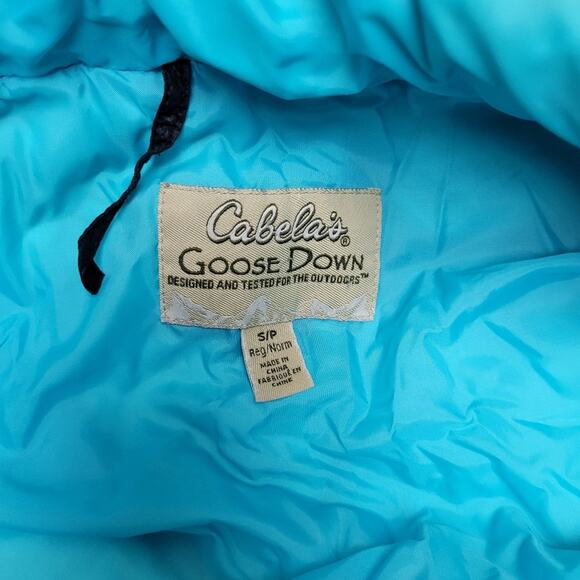 Cabela's®
GOOSE DOWN
DESIGNED AND TESTED FOR THE OUTDOORS™
S/P
Reg/Norm
MADE IN
CHINA
FABRIQUÉ EN
CHINE